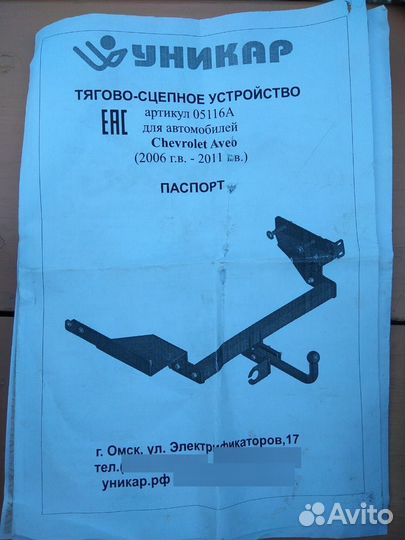 УНИКАР
ТЯГОВО-СЦЕПНОЕ УСТРОЙСТВО
артикул 05116А
EAC
для автомобилей
Chevrolet Aveo
(2006 г.в. - 2011 г.в.)
ПАСПОРТ
г. Омск, ул. Электрификаторов,17
тел.(
уникар.рф
Avito